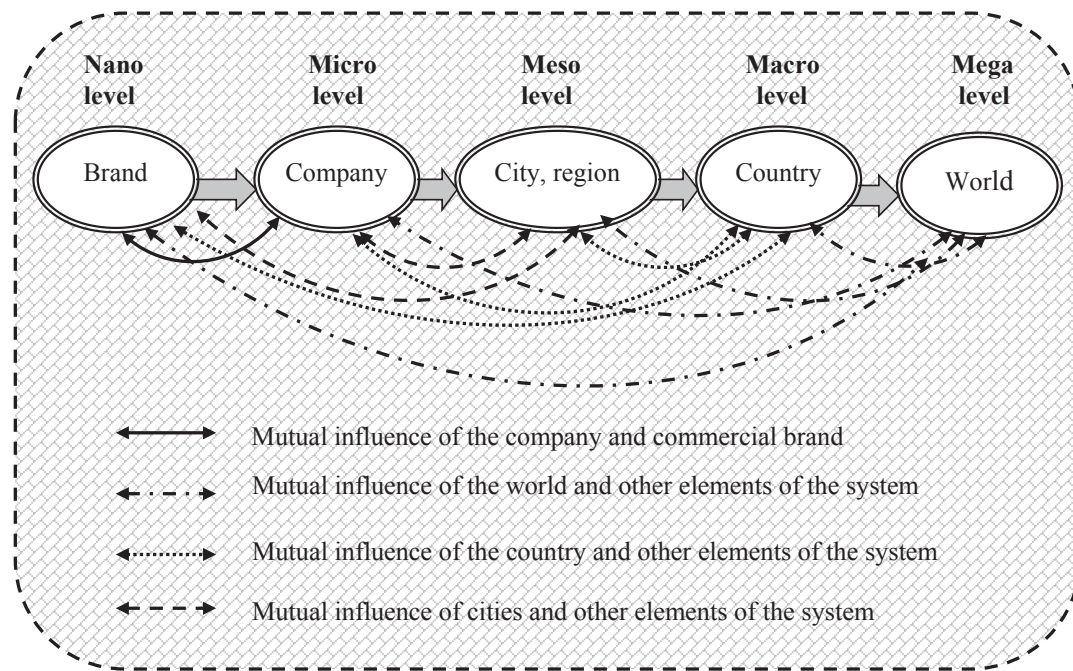 Nano Micro Meso Macro Mega
level level level level level
Brand Company City, region Country World
Mutual influence of the company and commercial brand
Mutual influence of the world and other elements of the system
Mutual influence of the country and other elements of the system
Mutual influence of cities and other elements of the system